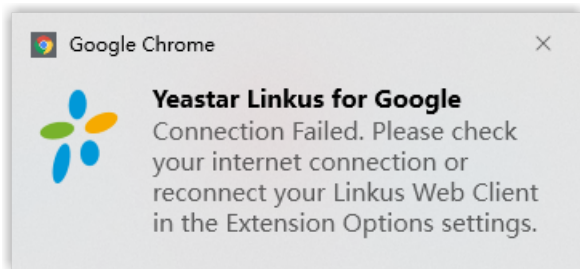 Google Chrome
Yeastar Linkus for Google
Connection Failed. Please check
your internet connection or
reconnect your Linkus Web Client
in the Extension Options settings.